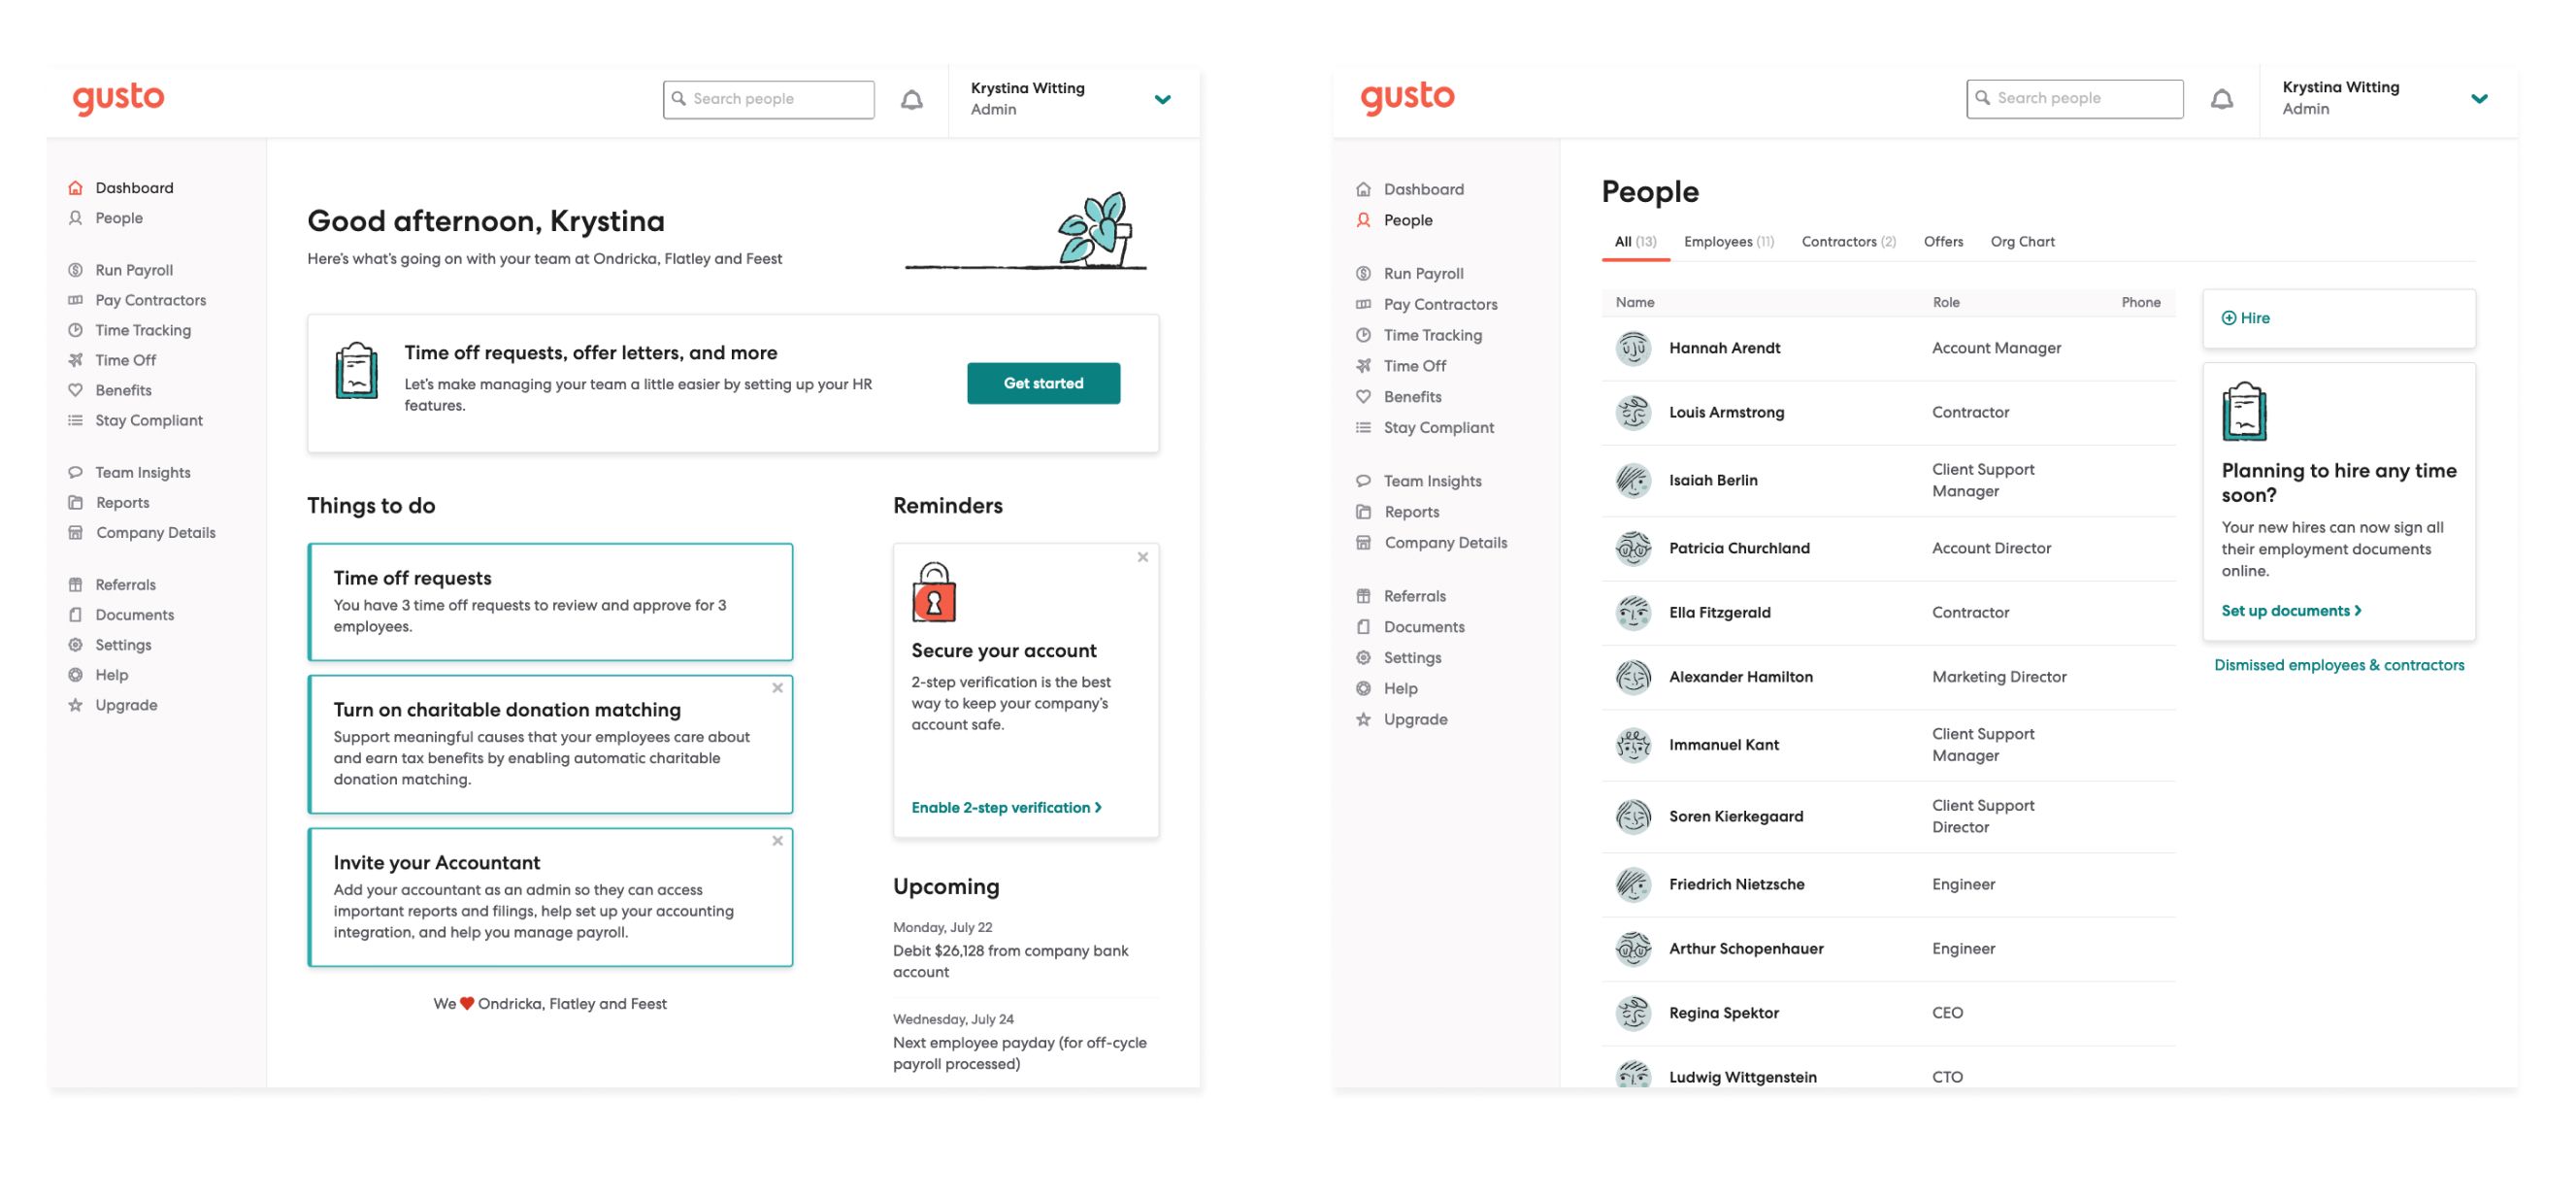 gusto
Search people
Krystina Witting
Admin
Dashboard
People
Run Payroll
Pay Contractors
Time Tracking
Time Off
Benefits
Stay Compliant
Team Insights
Reports
Company Details
Referrals
Documents
Settings
Help
Upgrade
Good afternoon, Krystina
Here's what's going on with your team at Ondricka, Flatley and Feest
Time off requests, offer letters, and more
Let's make managing your team a little easier by setting up your HR
features.
Get started
Things to do
Time off requests
You have 3 time off requests to review and approve for 3
employees.
Turn on charitable donation matching
Support meaningful causes that your employees care about
and earn tax benefits by enabling automatic charitable
donation matching.
Invite your Accountant
Add your accountant as an admin so they can access
important reports and filings, help set up your accounting
integration, and help you manage payroll.
We ❤ Ondricka, Flatley and Feest
Reminders
Secure your account
2-step verification is the best
way to keep your company's
account safe.
Enable 2-step verification
Upcoming
Monday, July 22
Debit $26,128 from company bank
account
Wednesday, July 24
Next employee payday (for off-cycle
payroll processed)
gusto
Search people
Krystina Witting
Admin
Dashboard
People
Run Payroll
Pay Contractors
Time Tracking
Time Off
Benefits
Stay Compliant
Team Insights
Reports
Company Details
Referrals
Documents
Settings
Help
Upgrade
People
All (13) Employees (11) Contractors (2) Offers Org Chart
Name Role Phone
Hannah Arendt Account Manager
Louis Armstrong Contractor
Isaiah Berlin Client Support
Manager
Patricia Churchland Account Director
Ella Fitzgerald Contractor
Alexander Hamilton Marketing Director
Immanuel Kant Client Support
Manager
Soren Kierkegaard Client Support
Director
Friedrich Nietzsche Engineer
Arthur Schopenhauer Engineer
Regina Spektor CEO
Ludwig Wittgenstein CTO
Hire
Planning to hire any time
soon?
Your new hires can now sign all
their employment documents
online.
Set up documents
Dismissed employees & contractors